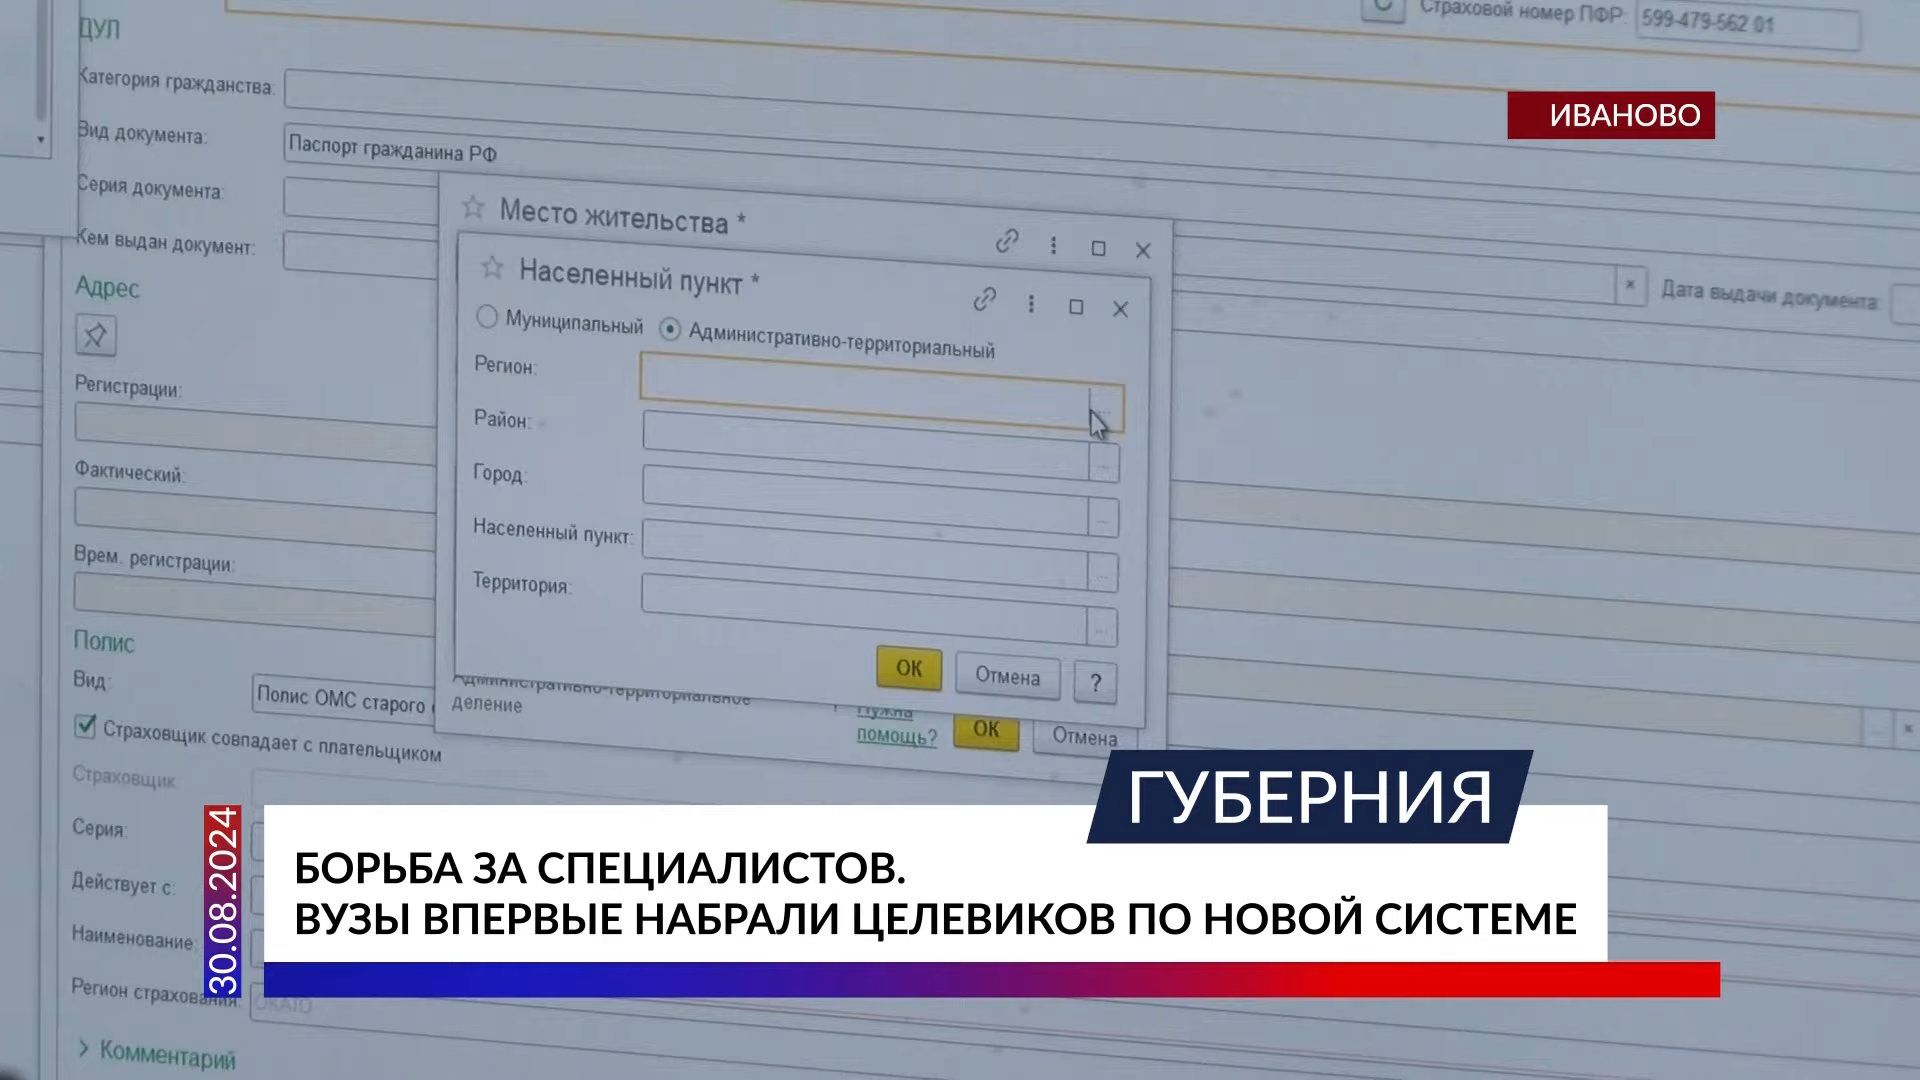 ДУЛ
Страховой номер ПФР: 599-479-562 01
Категория гражданства:
ИВАНОВО
Вид документа: Паспорт гражданина РФ
Серия документа:
Кем выдан документ:
Дата выдачи документа
Место жительства *
Населенный пункт *
Муниципальный Административно-территориальный
Регион:
Район:
Город:
Населенный пункт:
Территория:
ОК Отмена ?
Административно-территориальное
деление
Нужна
помощь?
ОК Отмена
Адрес
Регистрации:
Фактический:
Врем. регистрации:
Полис
Вид: Полис ОМС старого
Страховщик совпадает с плательщиком
Страховщик
Серия:
Действует с:
Наименование:
Регион страхования: ОКАТО
Комментарий
ГУБЕРНИЯ
30.08.2024
БОРЬБА ЗА СПЕЦИАЛИСТОВ.
ВУЗЫ ВПЕРВЫЕ НАБРАЛИ ЦЕЛЕВИКОВ ПО НОВОЙ СИСТЕМЕ